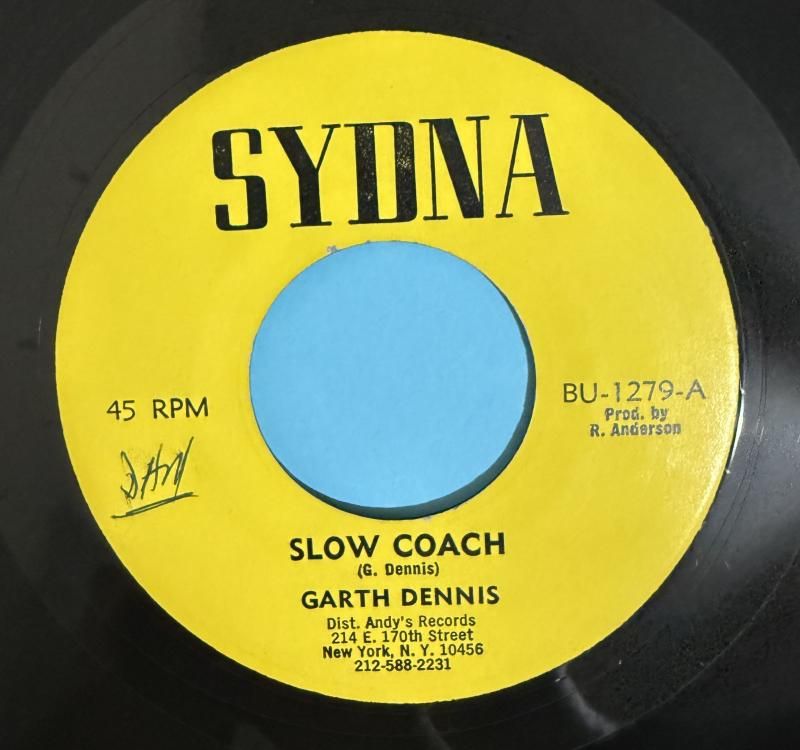 SYDNA
45 RPM
BU-1279-A
Prod. by
R. Anderson
SLOW COACH
(G. Dennis)
GARTH DENNIS
Dist. Andy's Records
214 E. 170th Street
New York, N. Y. 10456
212-588-2231